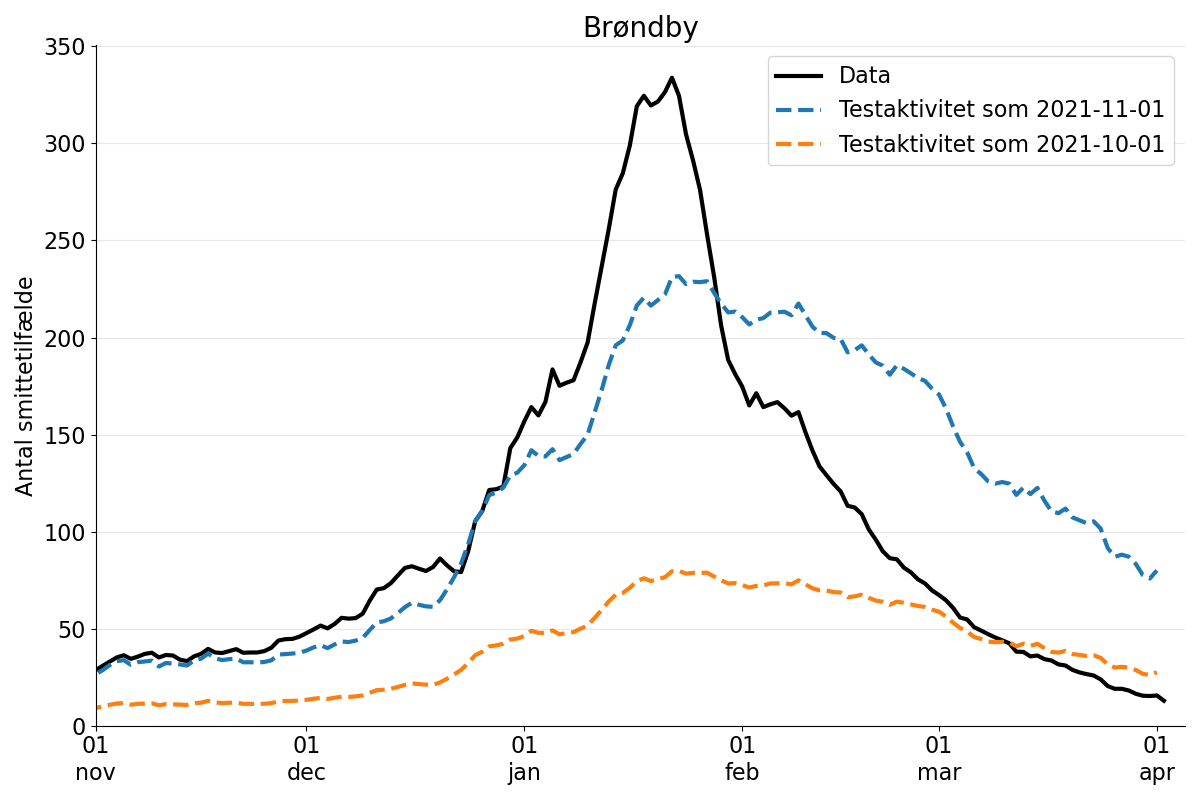 Brøndby
Data
Testaktivitet som 2021-11-01
Testaktivitet som 2021-10-01
Antal smittetilfælde
350
300
250
200
150
100
50
0
01 01 01 01 01 01
nov dec jan feb mar apr